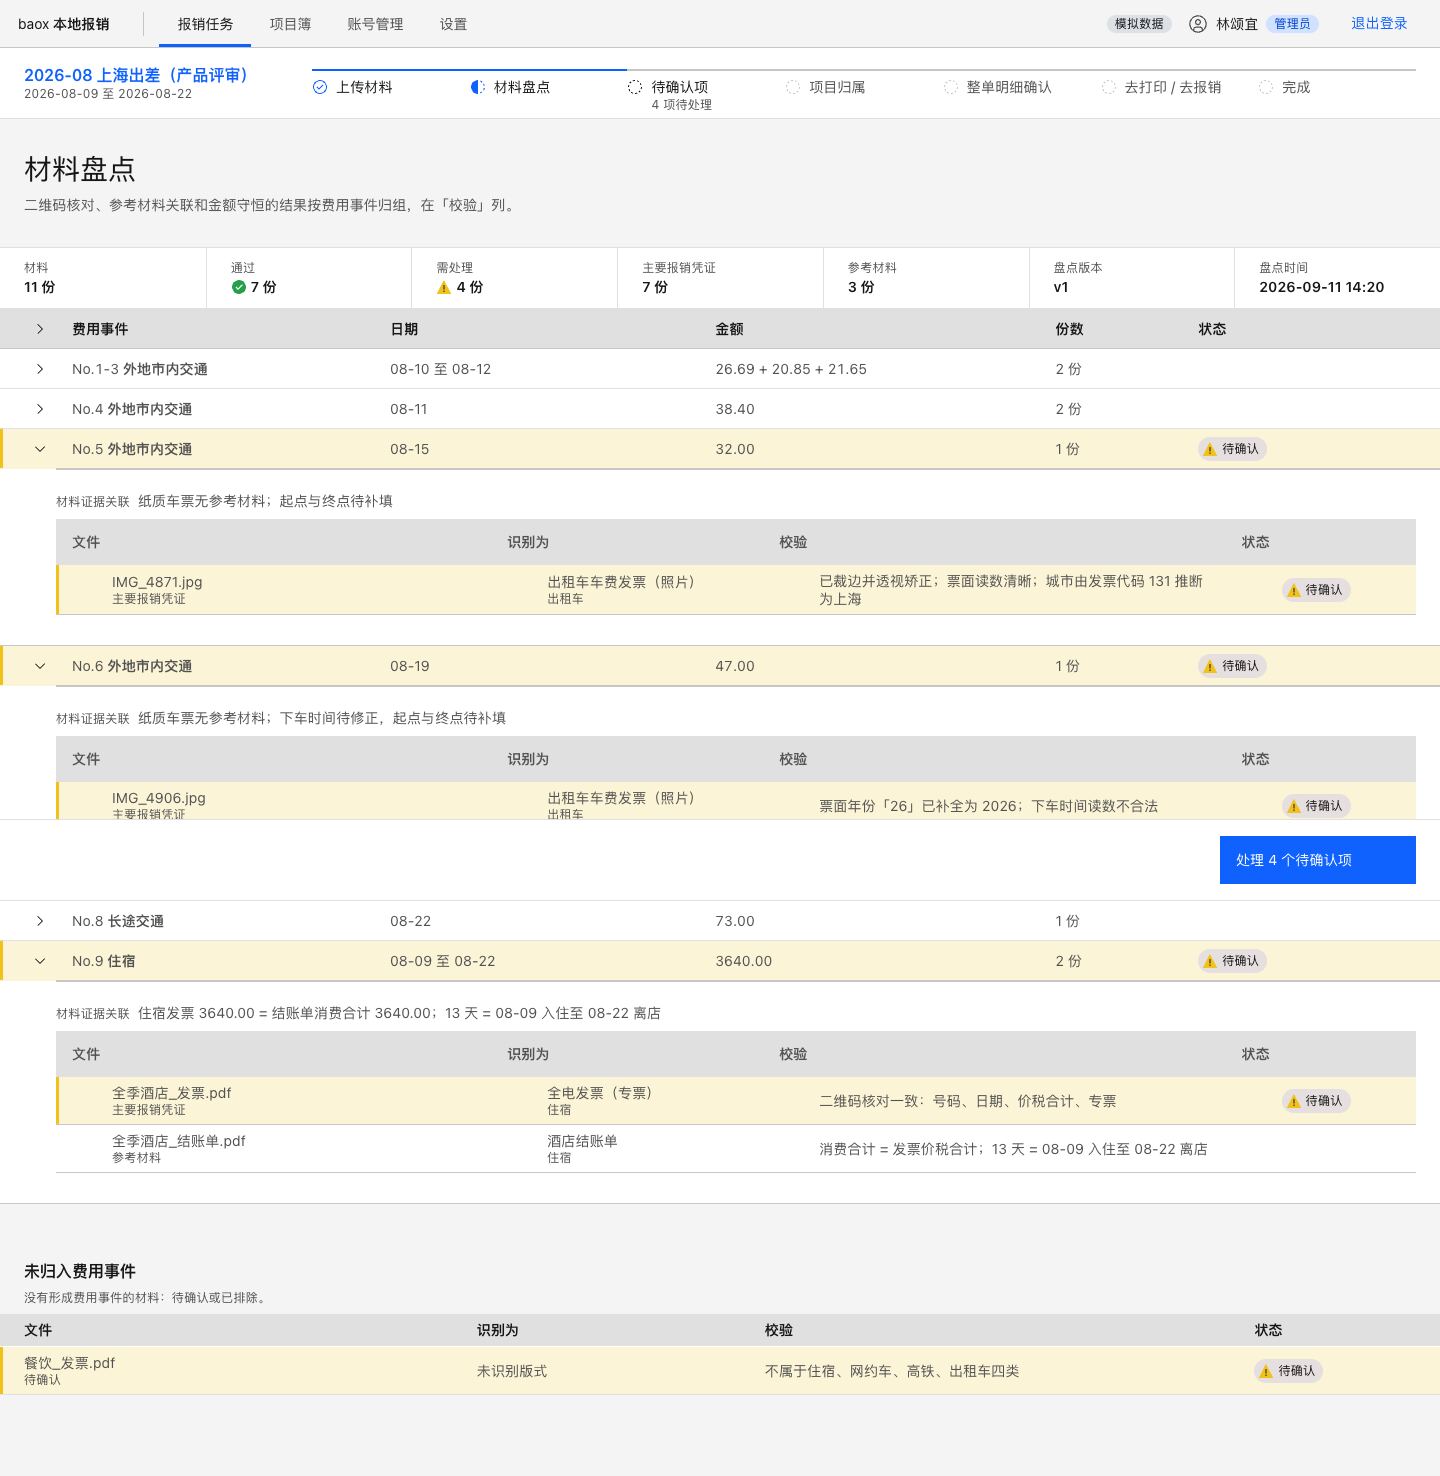 baox 本地报销
报销任务
项目簿
账号管理
设置
模拟数据
林颂宜
管理员
退出登录
2026-08 上海出差（产品评审）
2026-08-09 至 2026-08-22
上传材料
材料盘点
待确认项
4 项待处理
项目归属
整单明细确认
去打印 / 去报销
完成
材料盘点
二维码核对、参考材料关联和金额守恒的结果按费用事件归组，在「校验」列。
材料
11 份
通过
7 份
需处理
4 份
主要报销凭证
7 份
参考材料
3 份
盘点版本
v1
盘点时间
2026-09-11 14:20
费用事件 日期 金额 份数 状态
No.1-3 外地市内交通 08-10 至 08-12 26.69 + 20.85 + 21.65 2 份
No.4 外地市内交通 08-11 38.40 2 份
No.5 外地市内交通 08-15 32.00 1 份 待确认
材料证据关联 纸质车票无参考材料；起点与终点待补填
文件 识别为 校验 状态
IMG_4871.jpg
主要报销凭证
出租车车费发票（照片）
出租车
已裁边并透视矫正；票面读数清晰；城市由发票代码 131 推断
为上海
待确认
No.6 外地市内交通 08-19 47.00 1 份 待确认
材料证据关联 纸质车票无参考材料；下车时间待修正，起点与终点待补填
文件 识别为 校验 状态
IMG_4906.jpg
主要报销凭证
出租车车费发票（照片）
出租车
票面年份「26」已补全为 2026；下车时间读数不合法
待确认
处理 4 个待确认项
No.8 长途交通 08-22 73.00 1 份
No.9 住宿 08-09 至 08-22 3640.00 2 份 待确认
材料证据关联 住宿发票 3640.00 = 结账单消费合计 3640.00；13 天 = 08-09 入住至 08-22 离店
文件 识别为 校验 状态
全季酒店_发票.pdf
主要报销凭证
全电发票（专票）
住宿
二维码核对一致：号码、日期、价税合计、专票
待确认
全季酒店_结账单.pdf
参考材料
酒店结账单
住宿
消费合计 = 发票价税合计；13 天 = 08-09 入住至 08-22 离店
未归入费用事件
没有形成费用事件的材料：待确认或已排除。
文件 识别为 校验 状态
餐饮_发票.pdf
待确认
未识别版式
不属于住宿、网约车、高铁、出租车四类
待确认